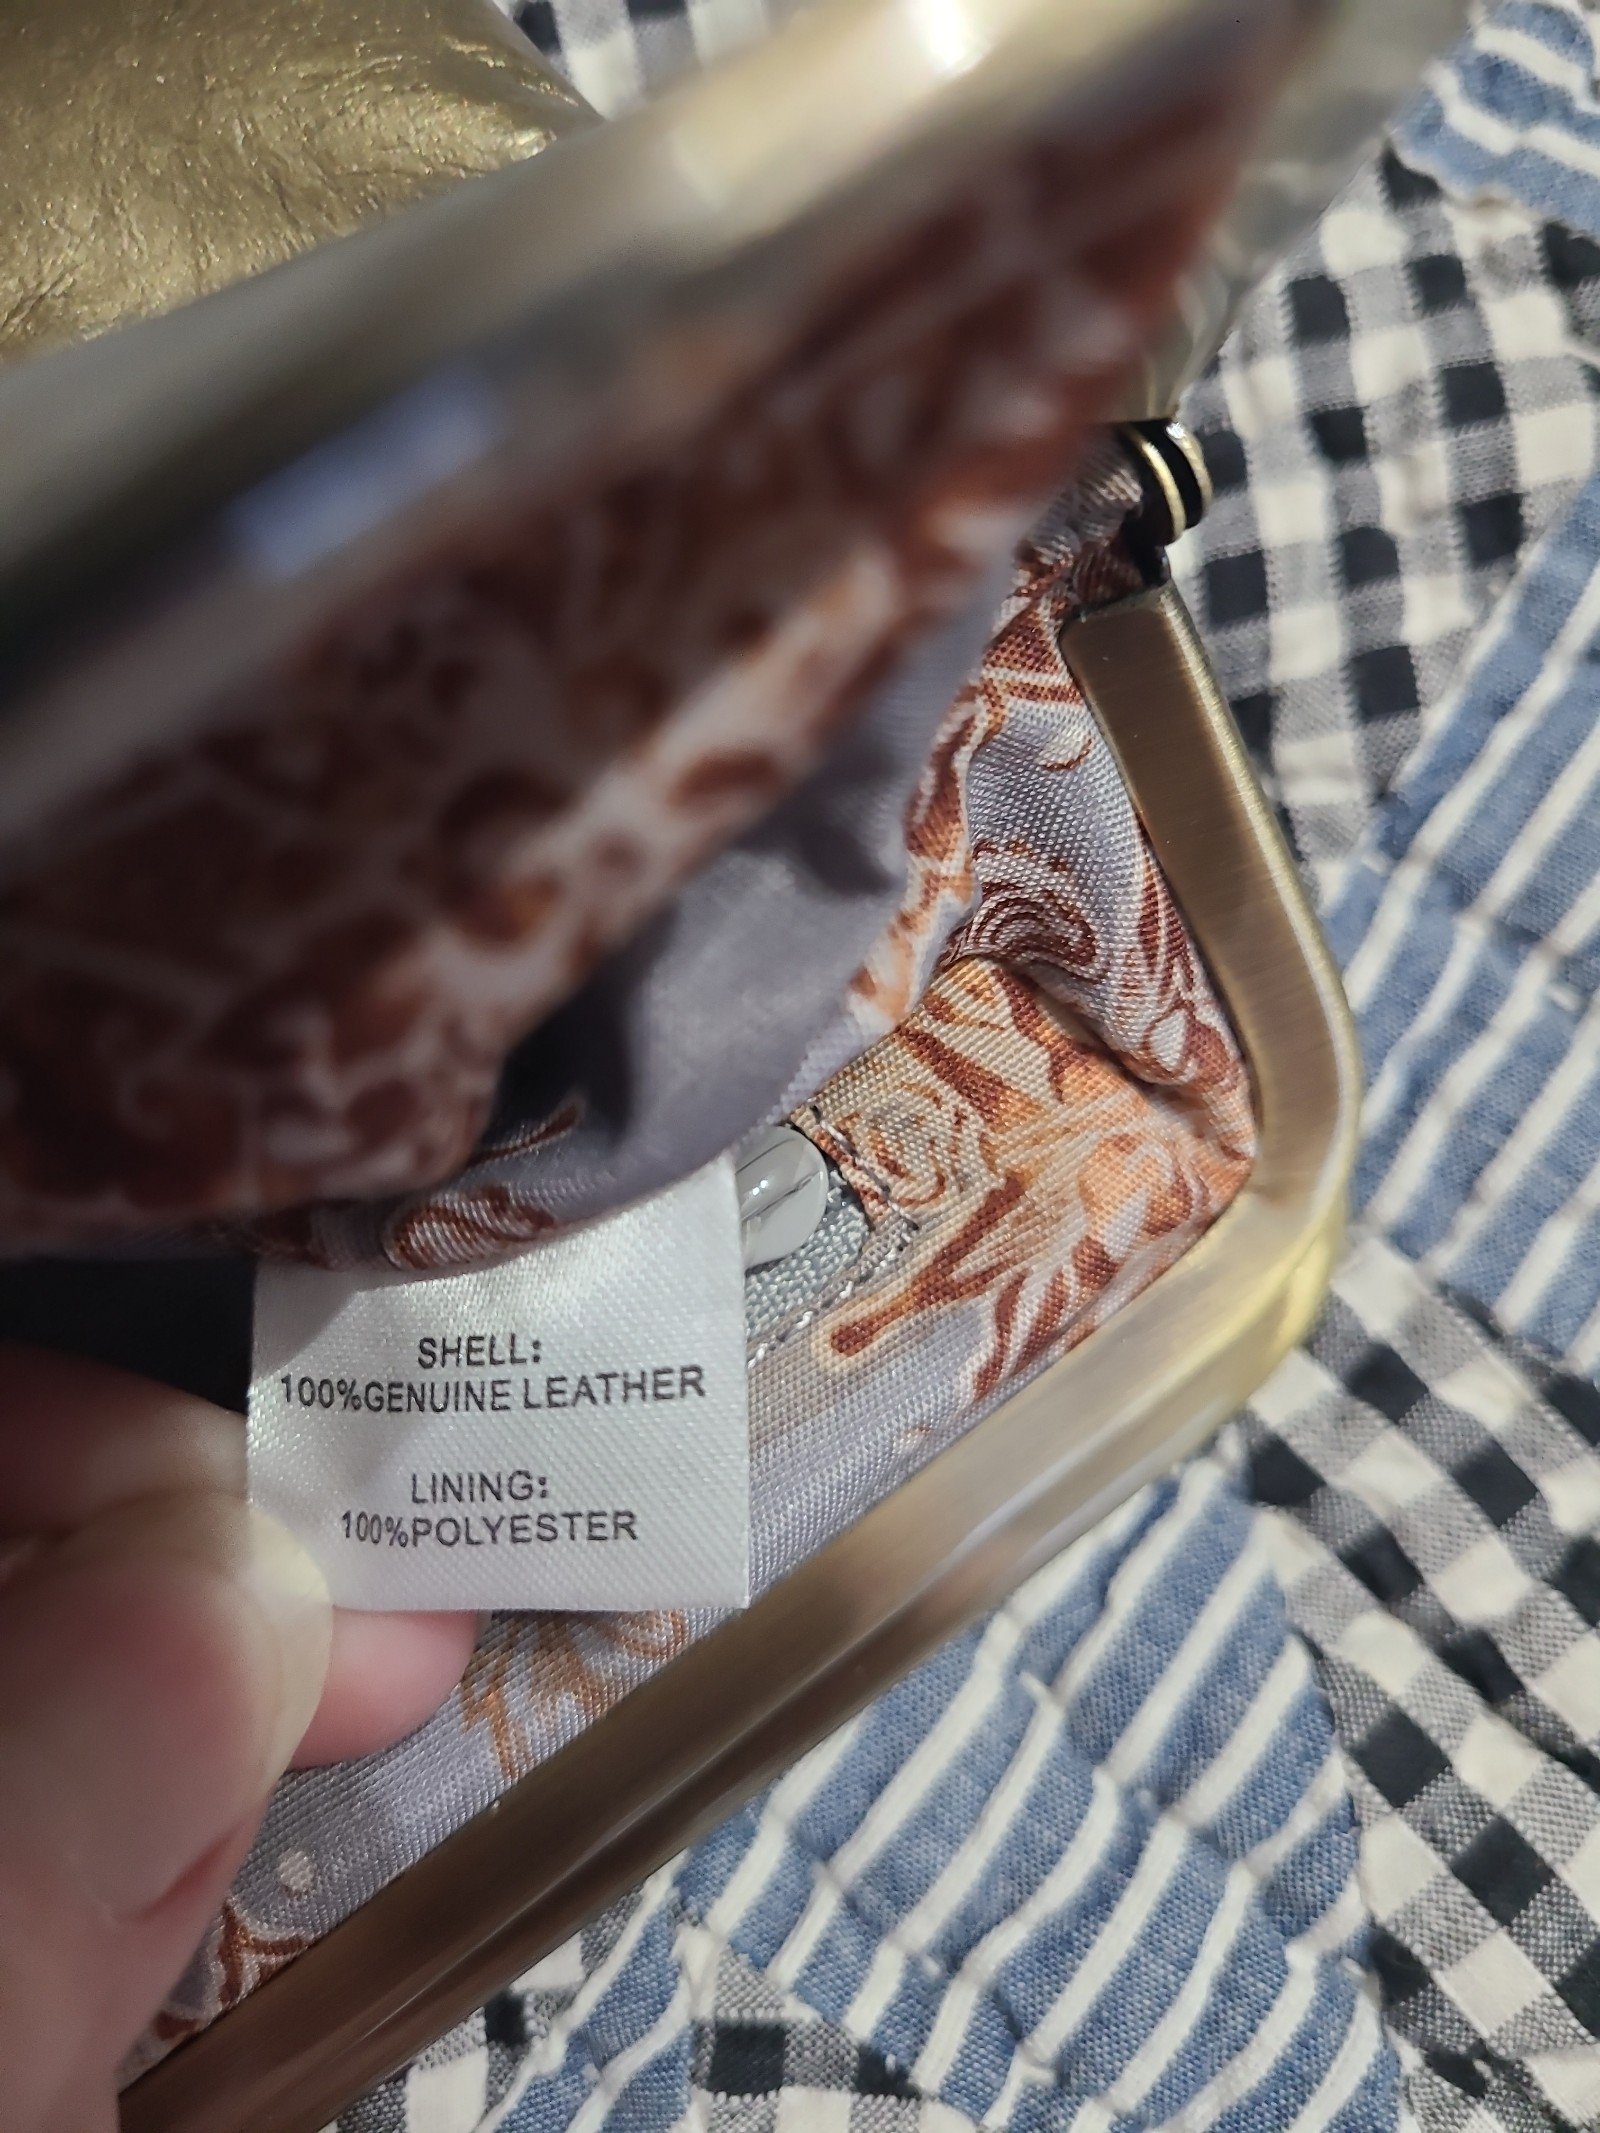 SHELL:
100%GENUINE LEATHER
LINING:
100%POLYESTER